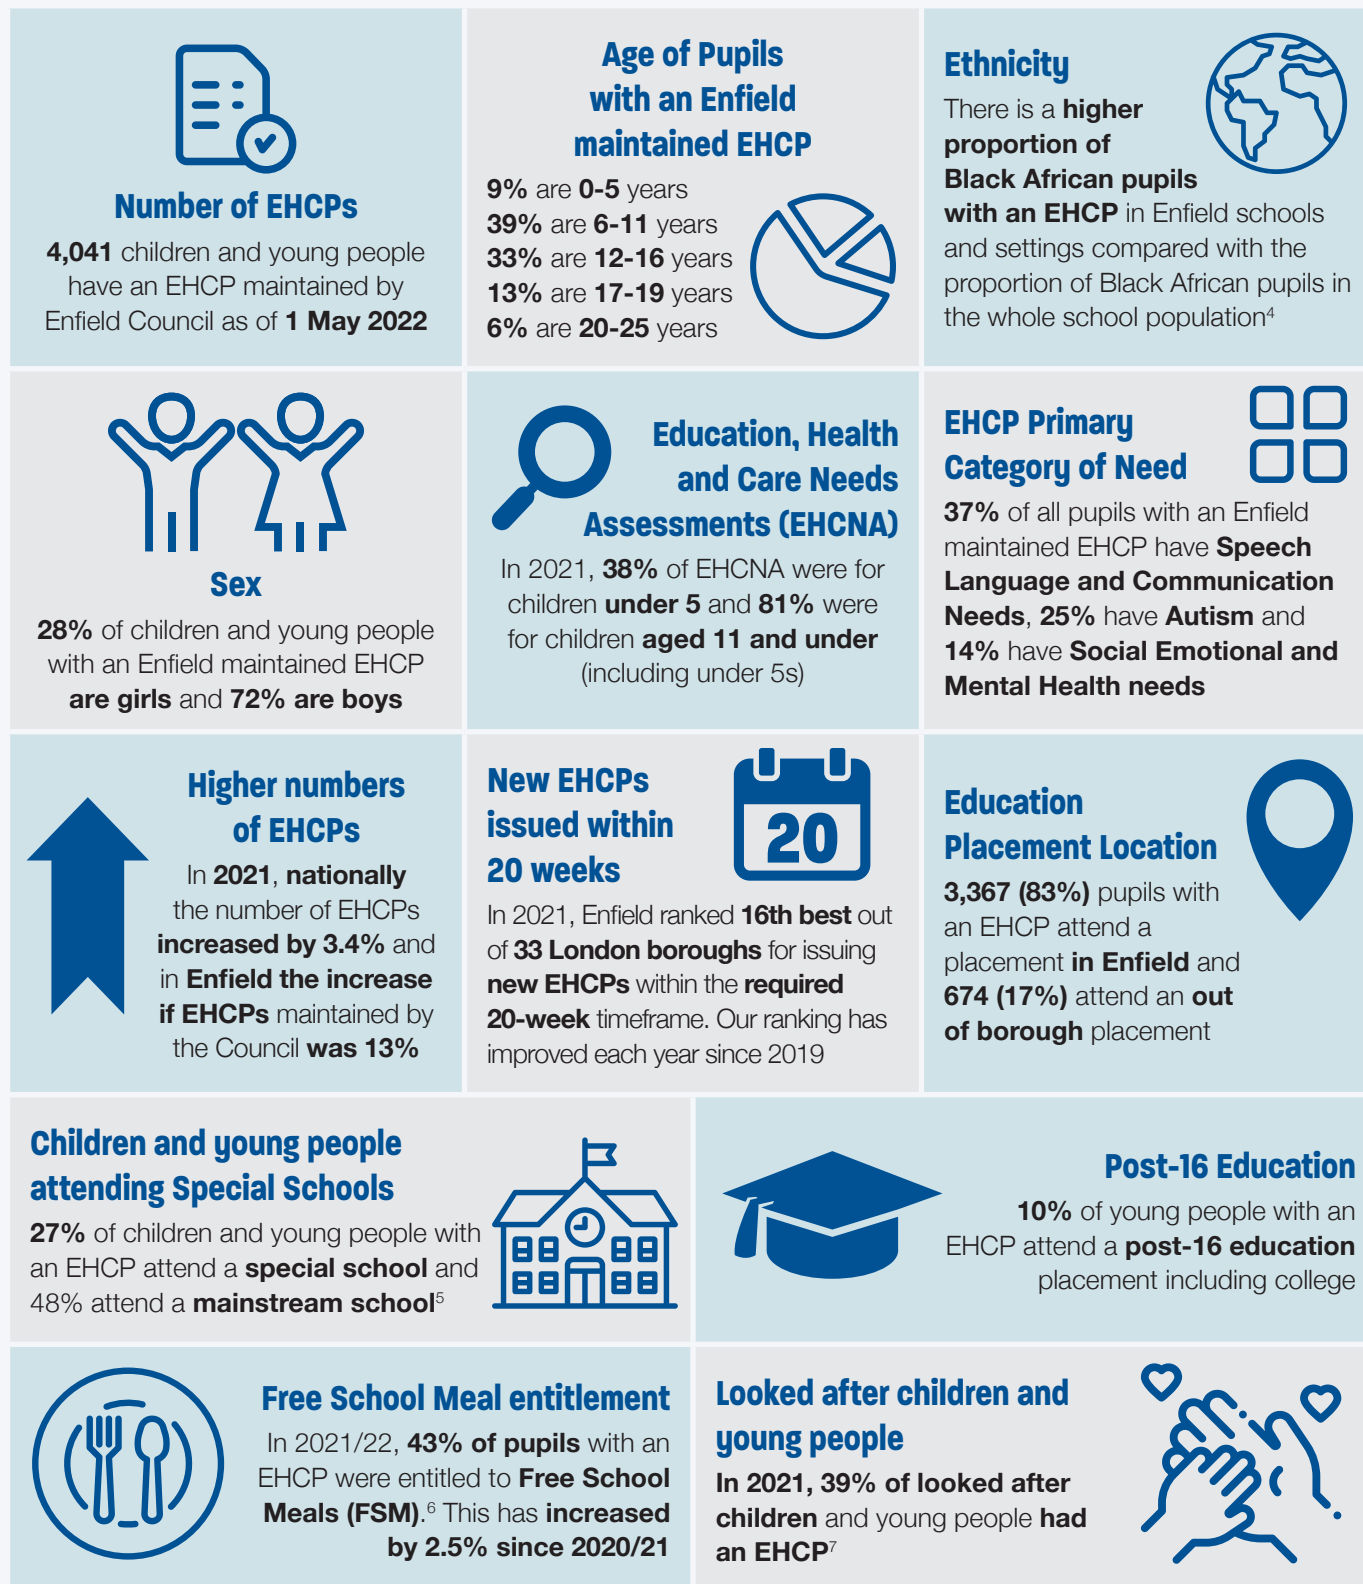 Number of EHCPs
4,041 children and young people
have an EHCP maintained by
Enfield Council as of 1 May 2022
Age of Pupils
with an Enfield
maintained EHCP
9% are 0-5 years
39% are 6-11 years
33% are 12-16 years
13% are 17-19 years
6% are 20-25 years
Ethnicity
There is a higher
proportion of
Black African pupils
with an EHCP in Enfield schools
and settings compared with the
proportion of Black African pupils in
the whole school population4
Sex
28% of children and young people
with an Enfield maintained EHCP
are girls and 72% are boys
Education, Health
and Care Needs
Assessments (EHCNA)
In 2021, 38% of EHCNA were for
children under 5 and 81% were
for children aged 11 and under
(including under 5s)
EHCP Primary
Category of Need
37% of all pupils with an Enfield
maintained EHCP have Speech
Language and Communication
Needs, 25% have Autism and
14% have Social Emotional and
Mental Health needs
Higher numbers
of EHCPs
In 2021, nationally
the number of EHCPs
increased by 3.4% and
in Enfield the increase
if EHCPs maintained by
the Council was 13%
New EHCPs
issued within
20 weeks
20
In 2021, Enfield ranked 16th best out
of 33 London boroughs for issuing
new EHCPs within the required
20-week timeframe. Our ranking has
improved each year since 2019
Education
Placement Location
3,367 (83%) pupils with
an EHCP attend a
placement in Enfield and
674 (17%) attend an out
of borough placement
Children and young people
attending Special Schools
27% of children and young people with
an EHCP attend a special school and
48% attend a mainstream school5
Post-16 Education
10% of young people with an
EHCP attend a post-16 education
placement including college
Free School Meal entitlement
In 2021/22, 43% of pupils with an
EHCP were entitled to Free School
Meals (FSM).6 This has increased
by 2.5% since 2020/21
Looked after children and
young people
In 2021, 39% of looked after
children and young people had
an EHCP7